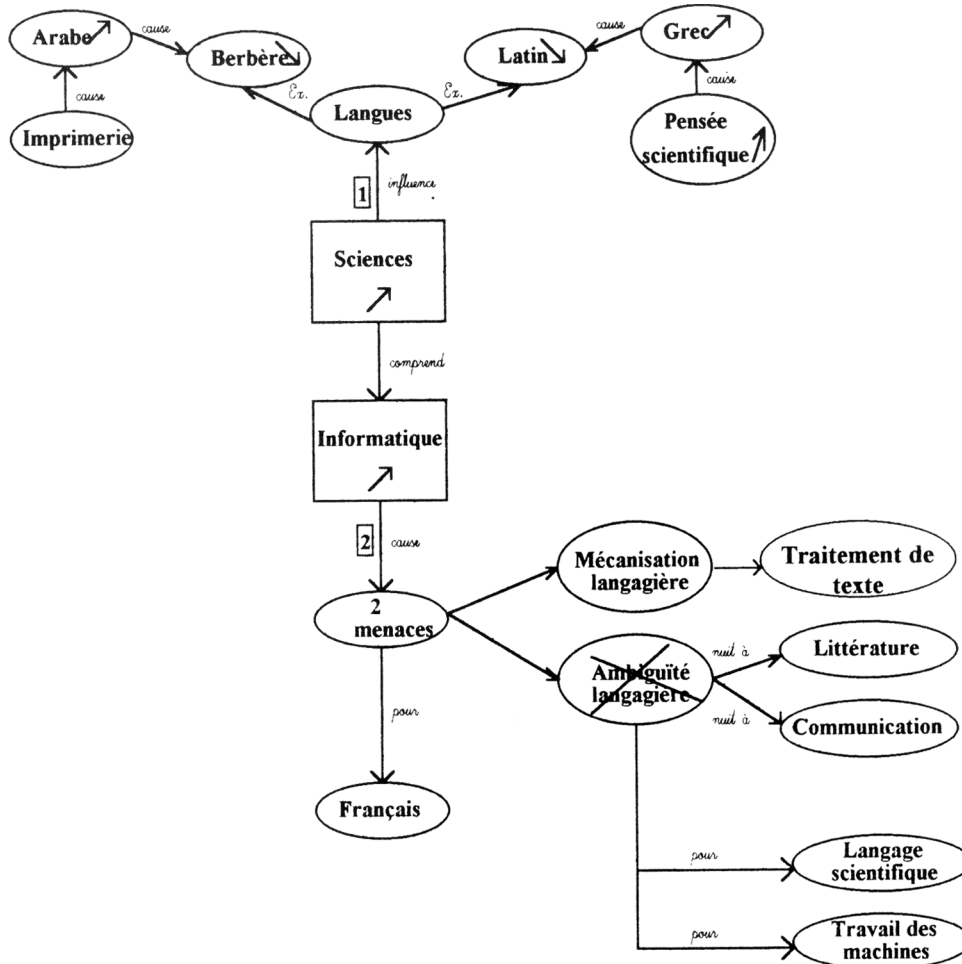 Arabe
cause
Berbère
Latin
cause
Grec
cause
Ex.
Langues
Ex.
cause
Imprimerie
Pensée
scientifique
1
influence
Sciences
comprend
Informatique
2
cause
2
menaces
Mécanisation
langagière
Traitement de
texte
Ambiguïté
langagière
nuit à
Littérature
nuit à
Communication
pour
Français
pour
Langage
scientifique
pour
Travail des
machines